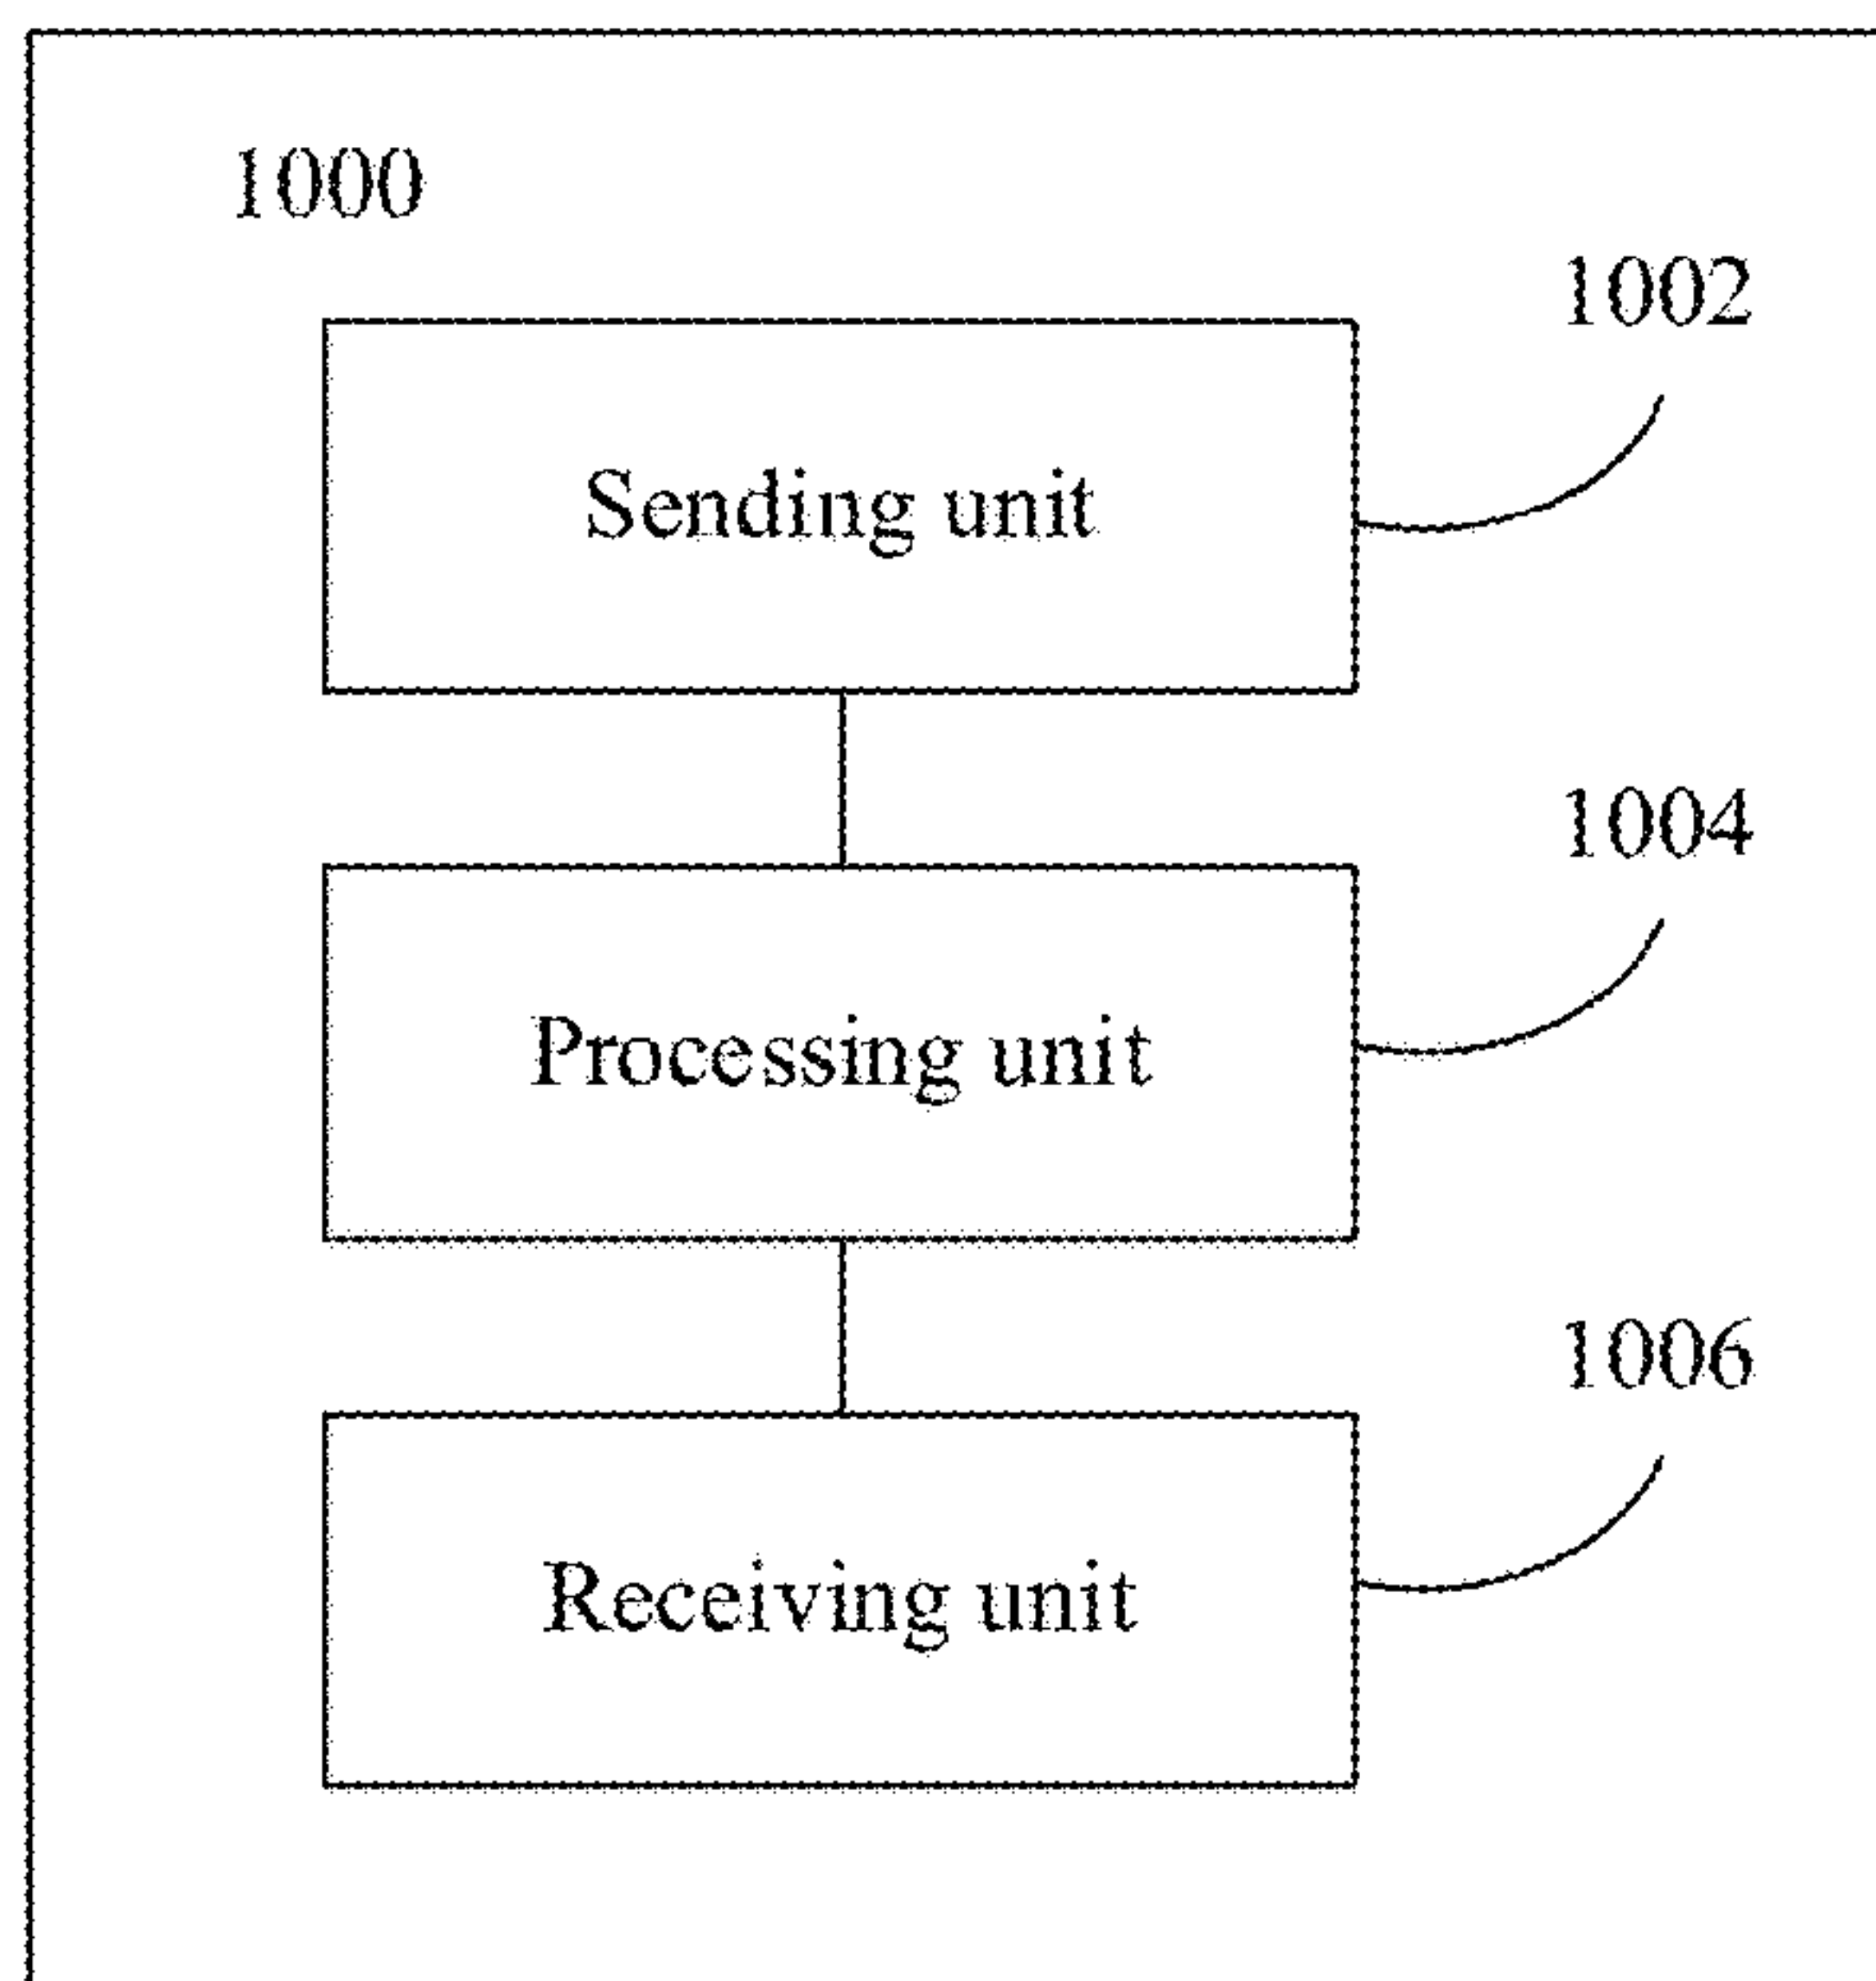 1000
1002
Sending unit
1004
Processing unit
1006
Receiving unit